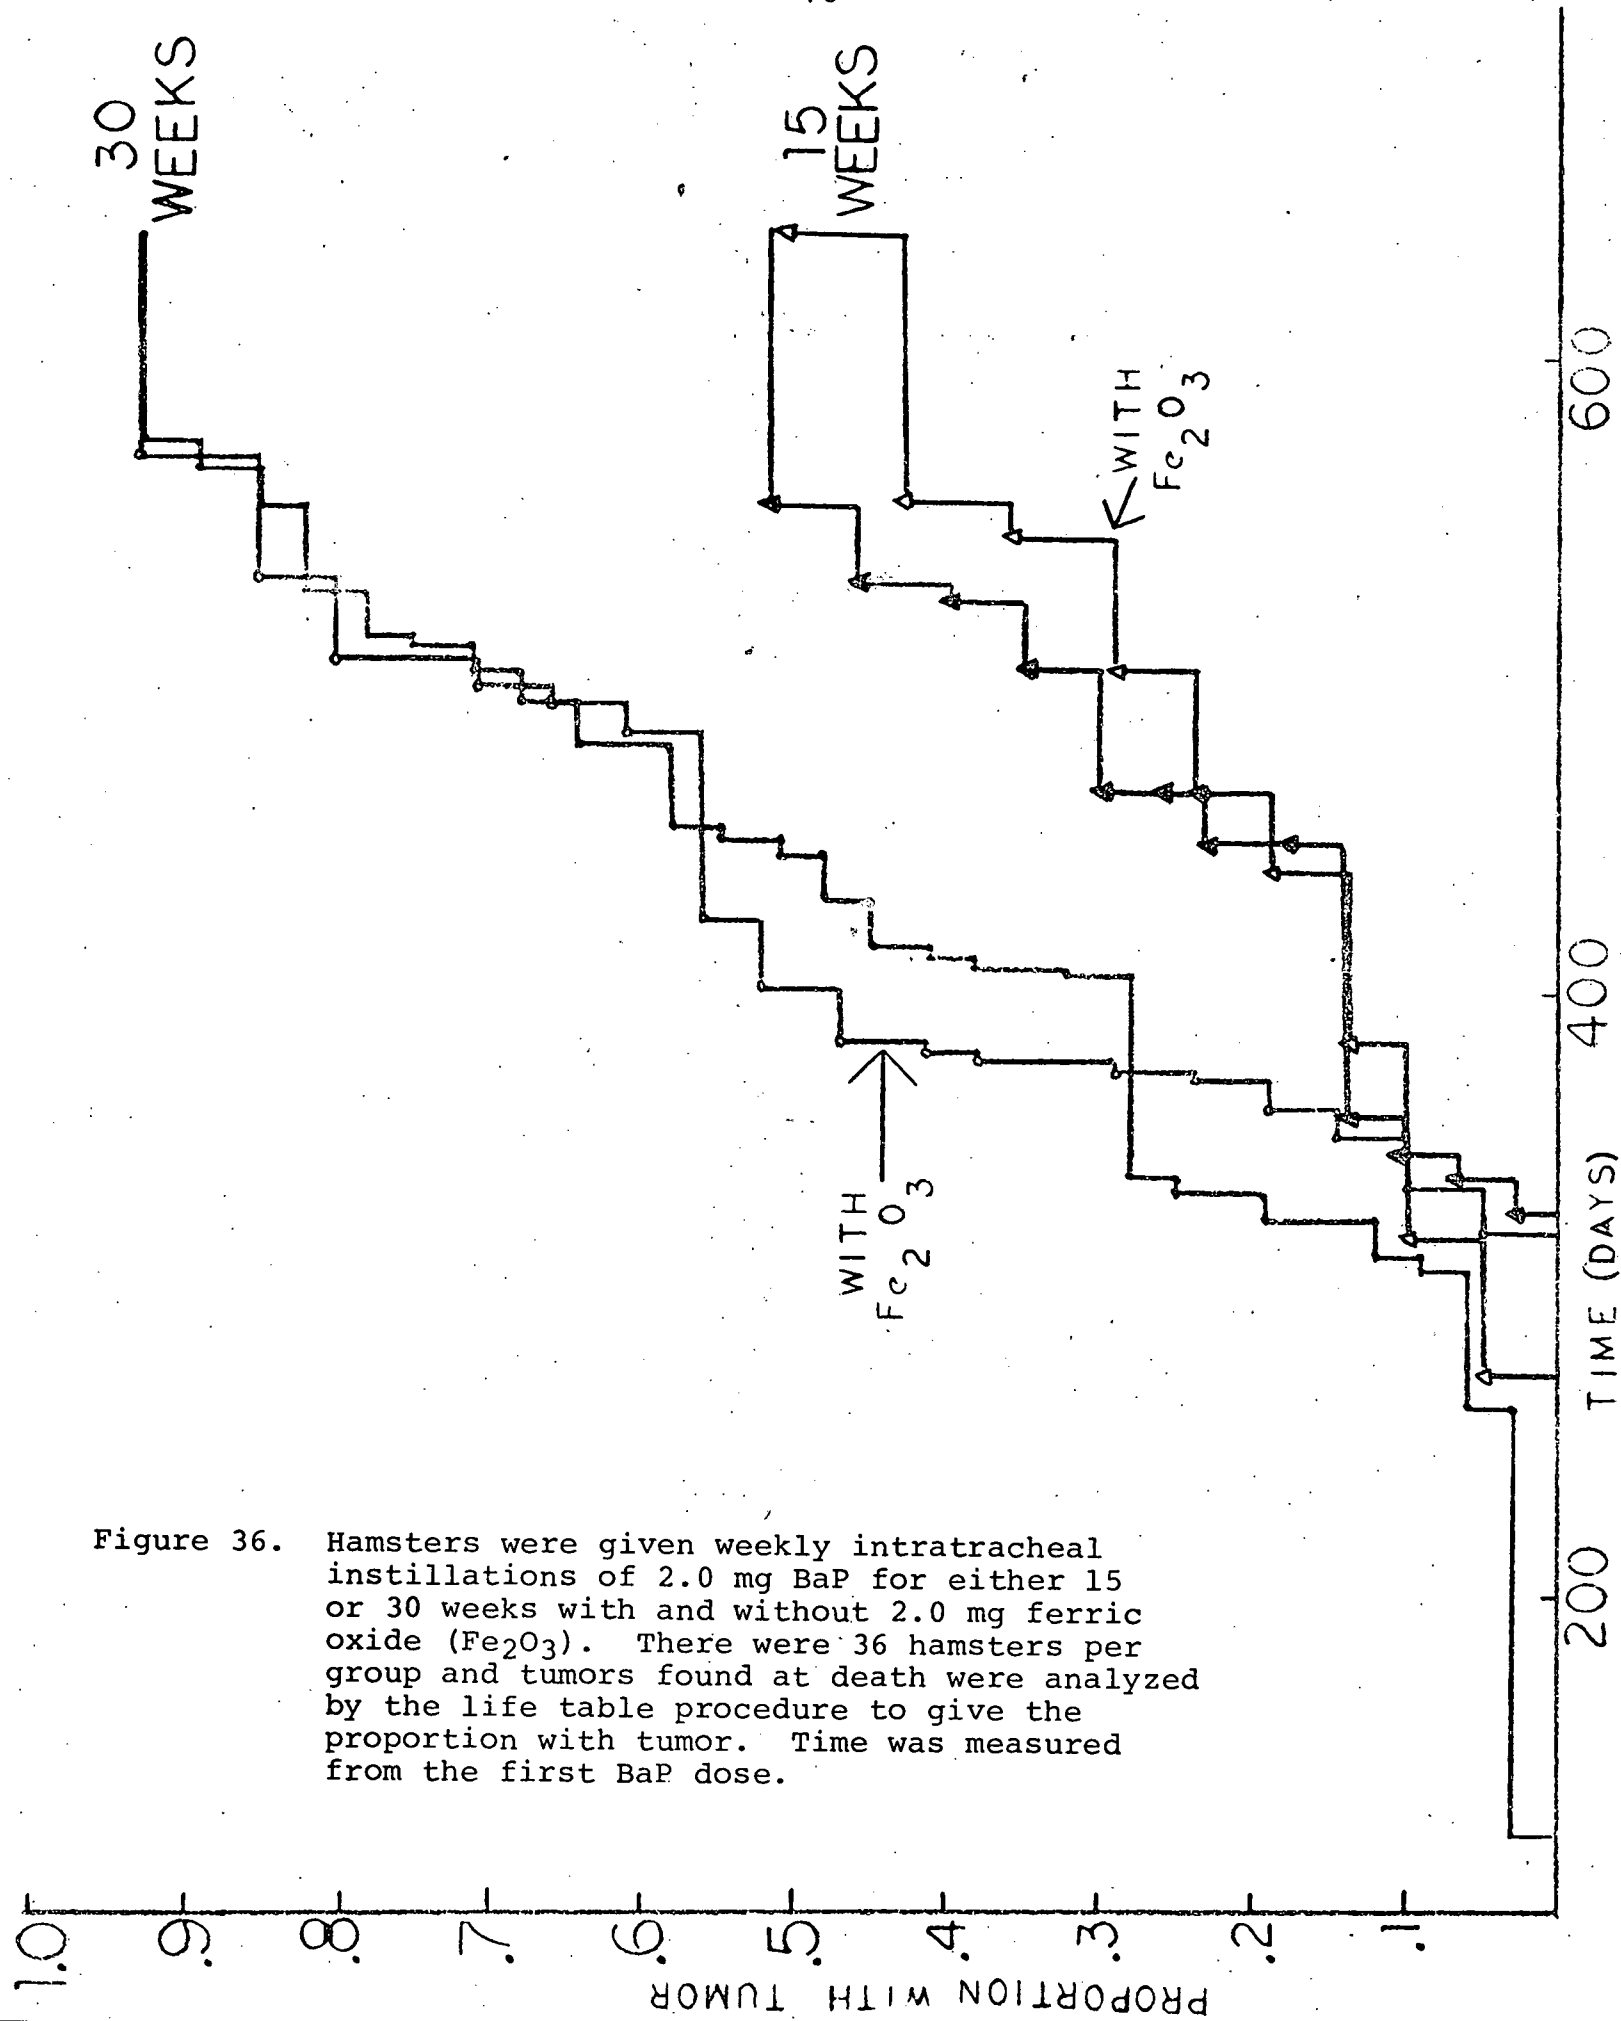 30
WEEKS
15
WEEKS
WITH
Fe2O3
WITH
Fe2O3
600
400
200
TIME (DAYS)
1.0
.9
.8
.7
.6
.5
.4
.3
.2
.1
PROPORTION WITH TUMOR
Figure 36. Hamsters were given weekly intratracheal
instillations of 2.0 mg BaP for either 15
or 30 weeks with and without 2.0 mg ferric
oxide (Fe2O3). There were 36 hamsters per
group and tumors found at death were analyzed
by the life table procedure to give the
proportion with tumor. Time was measured
from the first BaP dose.